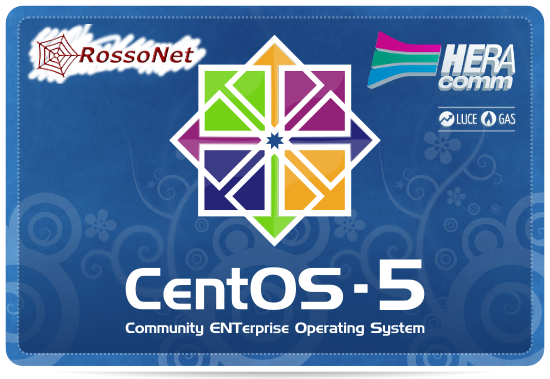 RossoNet
HERA
comm
LUCE GAS
CentOS - 5
Community ENTerprise Operating System